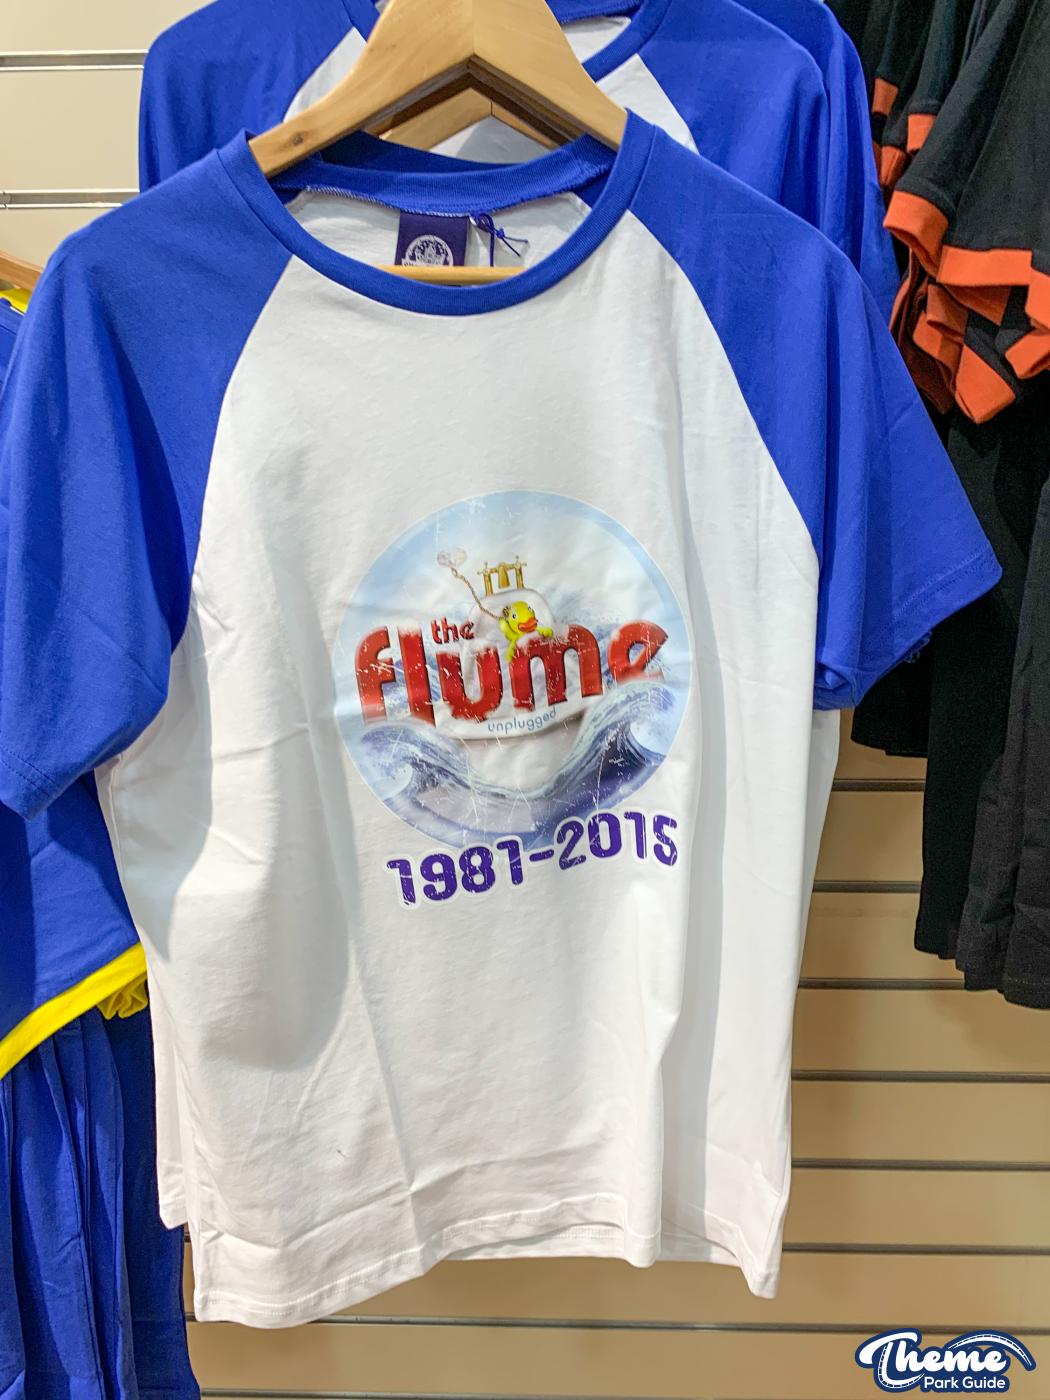 the
flume
unplugged
1981-2015
Theme
Park Guide